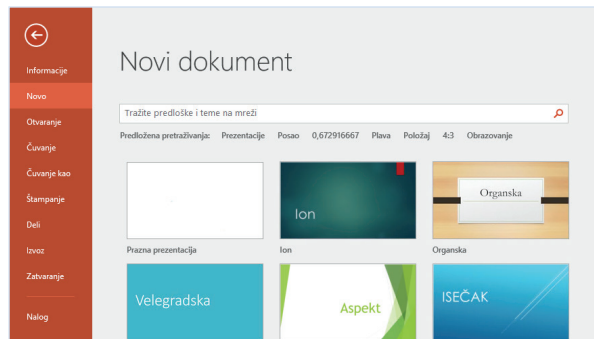 Informacije
Novo
Otvaranje
Čuvanje
Čuvanje kao
Štampanje
Deli
Izvoz
Zatvaranje
Nalog
Novi dokument
Tražite predloške i teme na mreži
Predložena pretraživanja: Prezentacije Posao 0,672916667 Plava Položaj 4:3 Obrazovanje
Ion
Organska
Prazna prezentacija Ion Organska
Velegradska
Aspekt
ISEČAK